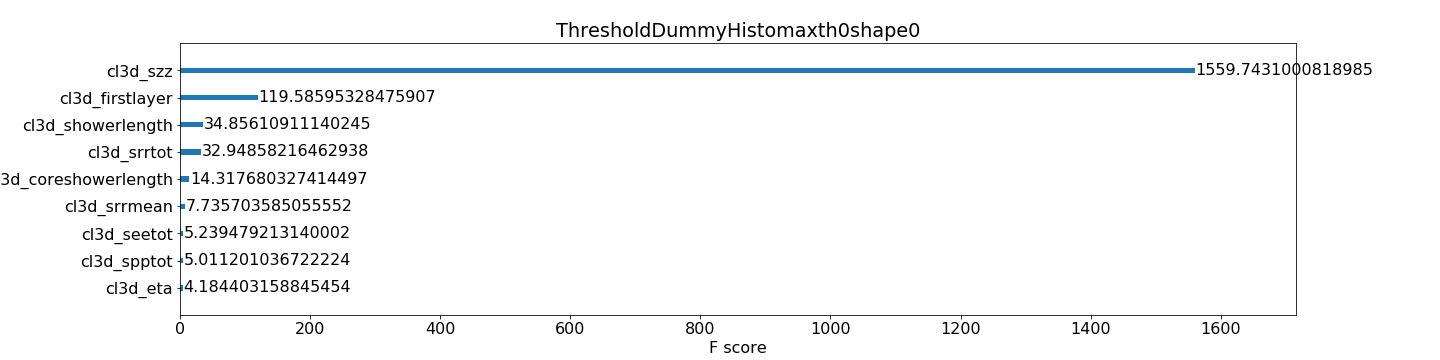 ThresholdDummyHistomaxth0shape0
cl3d_szz 1559.7431000818985
cl3d_firstlayer 119.58595328475907
cl3d_showerlength 34.85610911140245
cl3d_srrtot 32.94858216462938
3d_coreshowerlength 14.317680327414497
cl3d_srrmean 7.735703585055552
cl3d_seetot 5.239479213140002
cl3d_spptot 5.011201036722224
cl3d_eta 4.184403158845454
0 200 400 600 800 1000 1200 1400 1600
F score